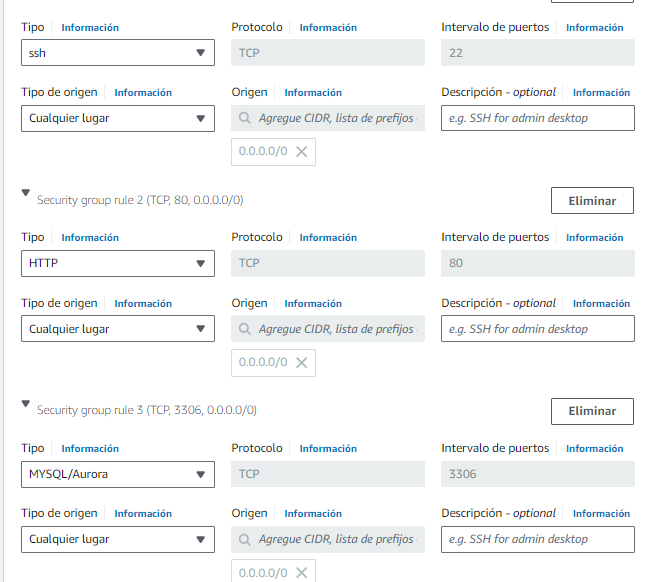 Tipo Información Protocolo Información Intervalo de puertos Información
ssh TCP 22
Tipo de origen Información Origen Información Descripción - optional Información
Cualquier lugar Agregue CIDR, lista de prefijos e.g. SSH for admin desktop
0.0.0.0/0
Security group rule 2 (TCP, 80, 0.0.0.0/0) Eliminar
Tipo Información Protocolo Información Intervalo de puertos Información
HTTP TCP 80
Tipo de origen Información Origen Información Descripción - optional Información
Cualquier lugar Agregue CIDR, lista de prefijos e.g. SSH for admin desktop
0.0.0.0/0
Security group rule 3 (TCP, 3306, 0.0.0.0/0) Eliminar
Tipo Información Protocolo Información Intervalo de puertos Información
MYSQL/Aurora TCP 3306
Tipo de origen Información Origen Información Descripción - optional Información
Cualquier lugar Agregue CIDR, lista de prefijos e.g. SSH for admin desktop
0.0.0.0/0